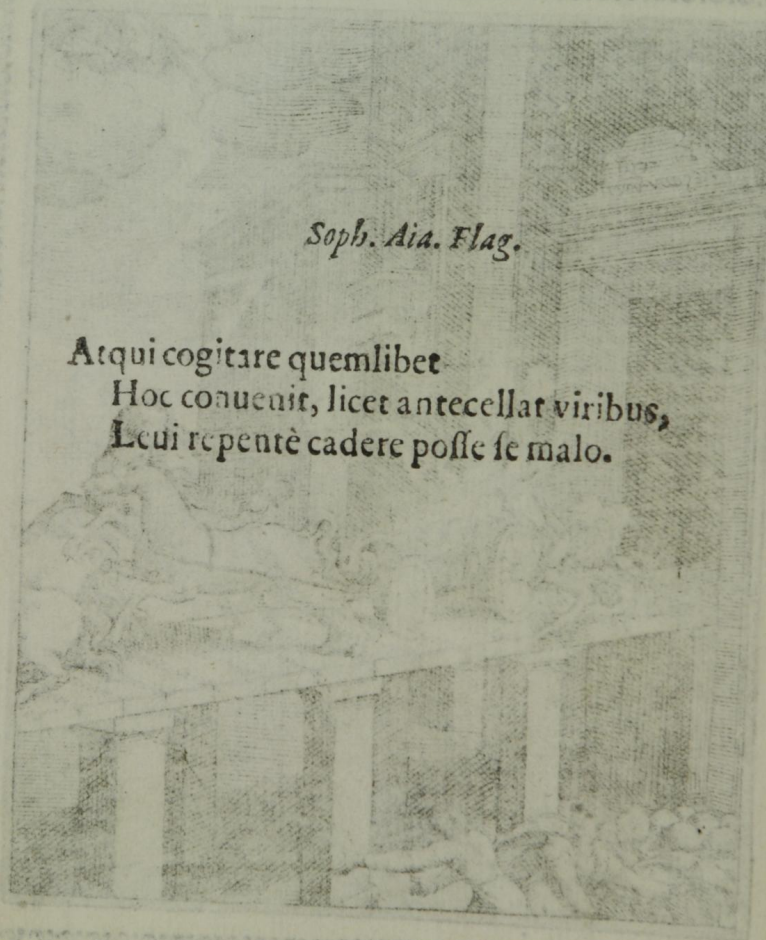 Soph. Aia. Flag.
Atqui cogitare quemlibet
Hoc conuenit, licet antecellat viribus,
Leui repentè cadere poſſe ſe malo.